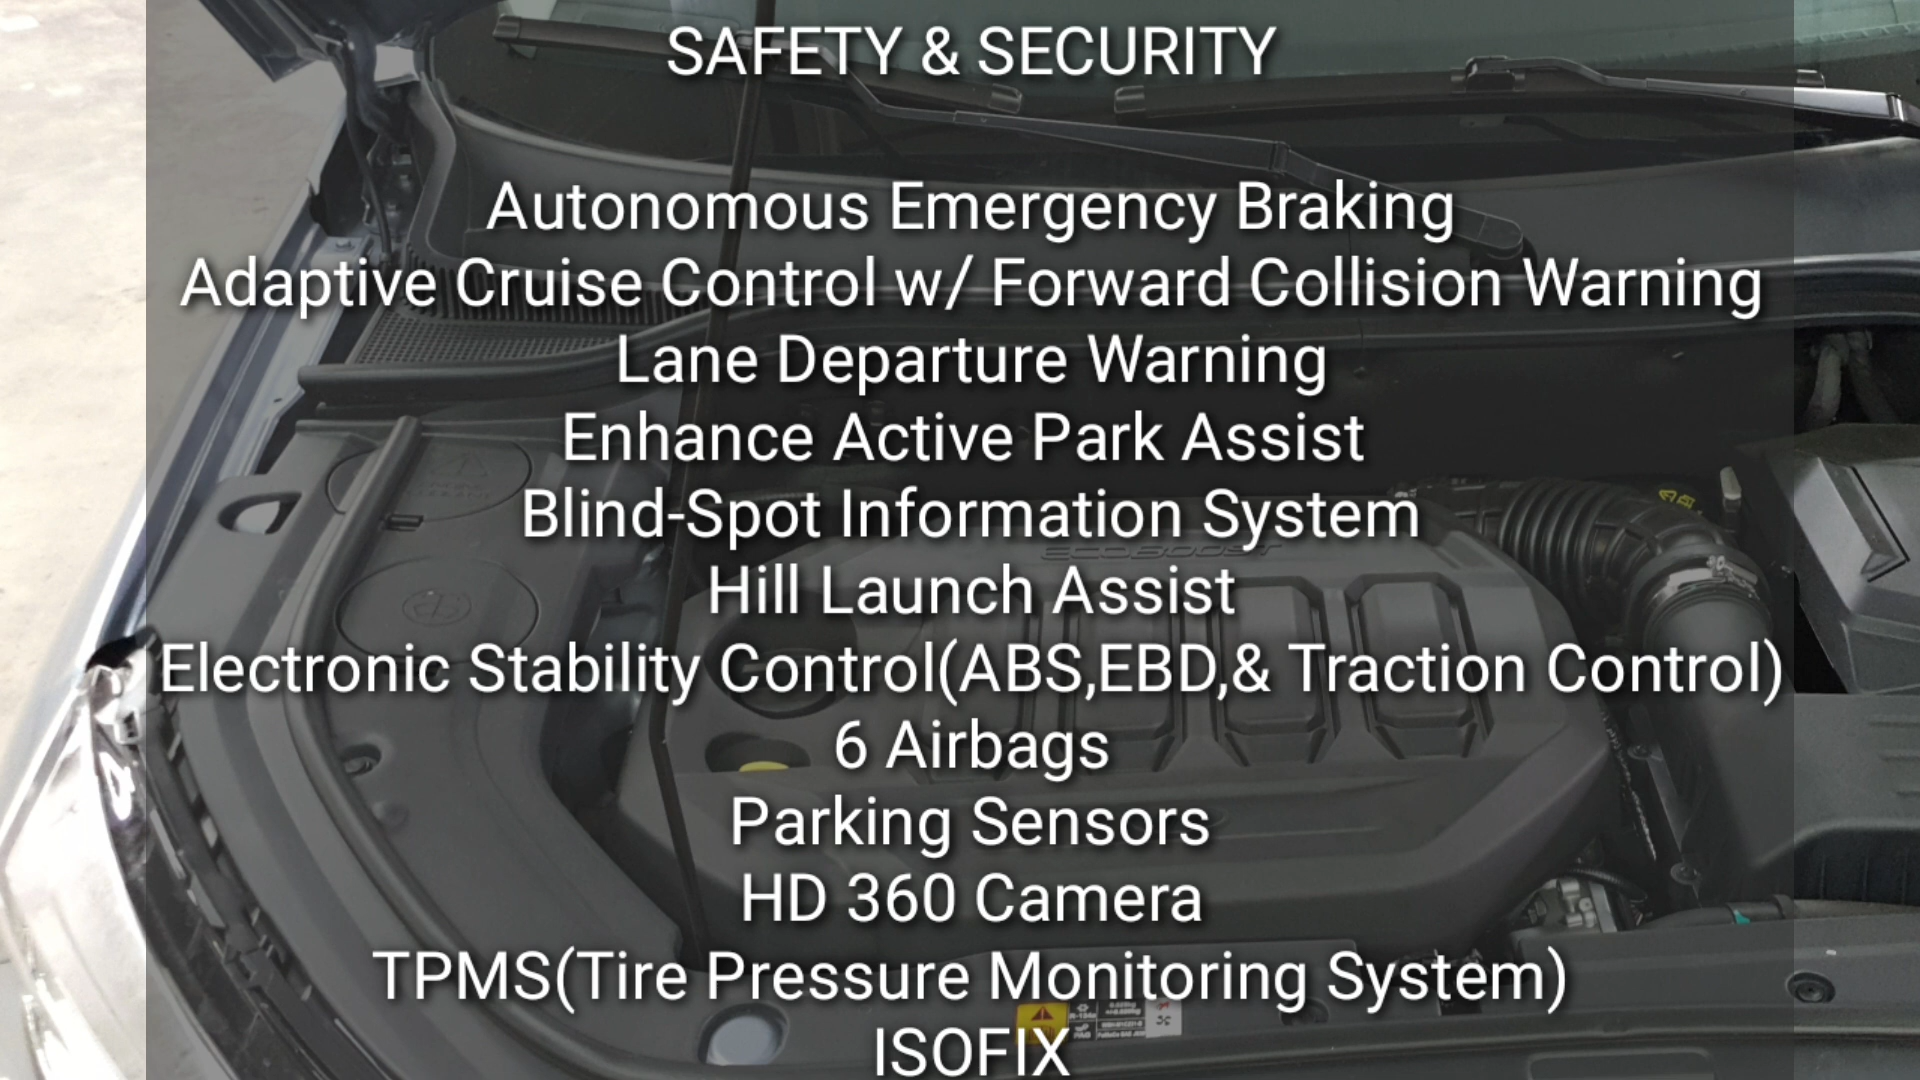 SAFETY & SECURITY
Autonomous Emergency Braking
Adaptive Cruise Control w/ Forward Collision Warning
Lane Departure Warning
Enhance Active Park Assist
Blind-Spot Information System
ECOBOOST
Hill Launch Assist
Electronic Stability Control(ABS,EBD,& Traction Control)
6 Airbags
Parking Sensors
HD 360 Camera
TPMS(Tire Pressure Monitoring System)
ISOFIX